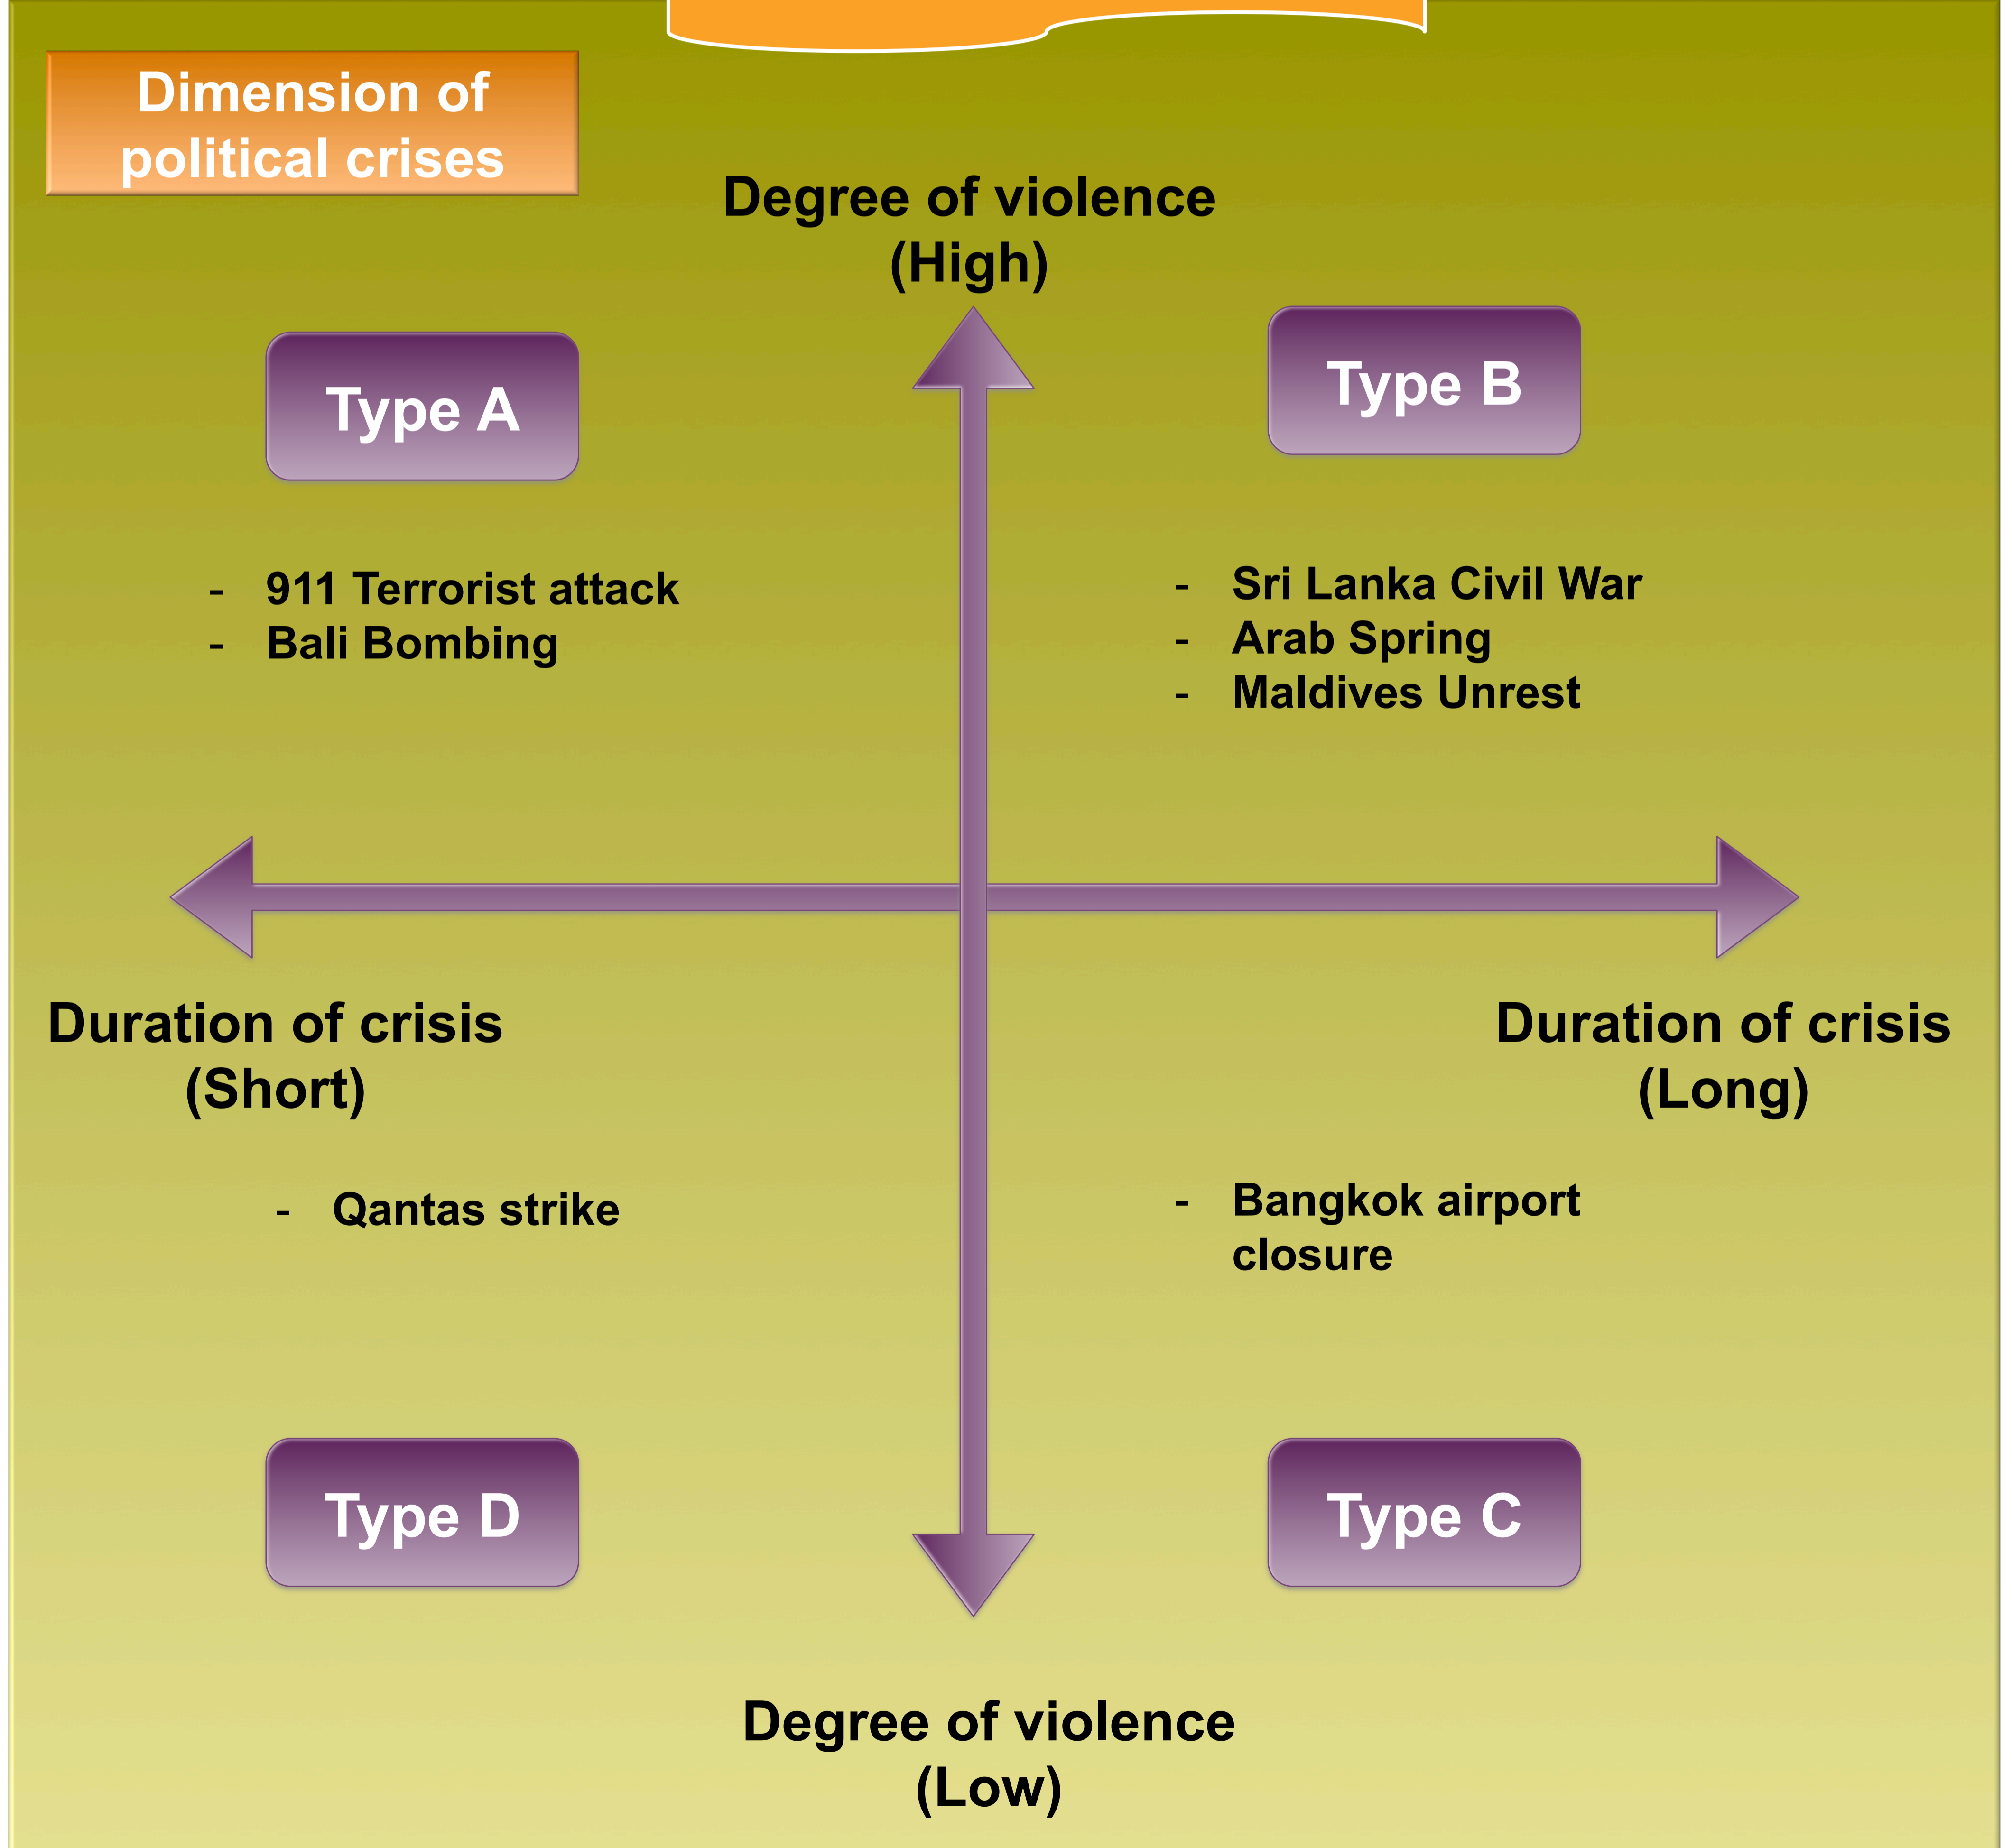 Dimension of
political crises
Degree of violence
(High)
Type A
Type B
- 911 Terrorist attack
- Bali Bombing
- Sri Lanka Civil War
- Arab Spring
- Maldives Unrest
Duration of crisis
(Short)
Duration of crisis
(Long)
- Qantas strike
- Bangkok airport
closure
Type D
Type C
Degree of violence
(Low)